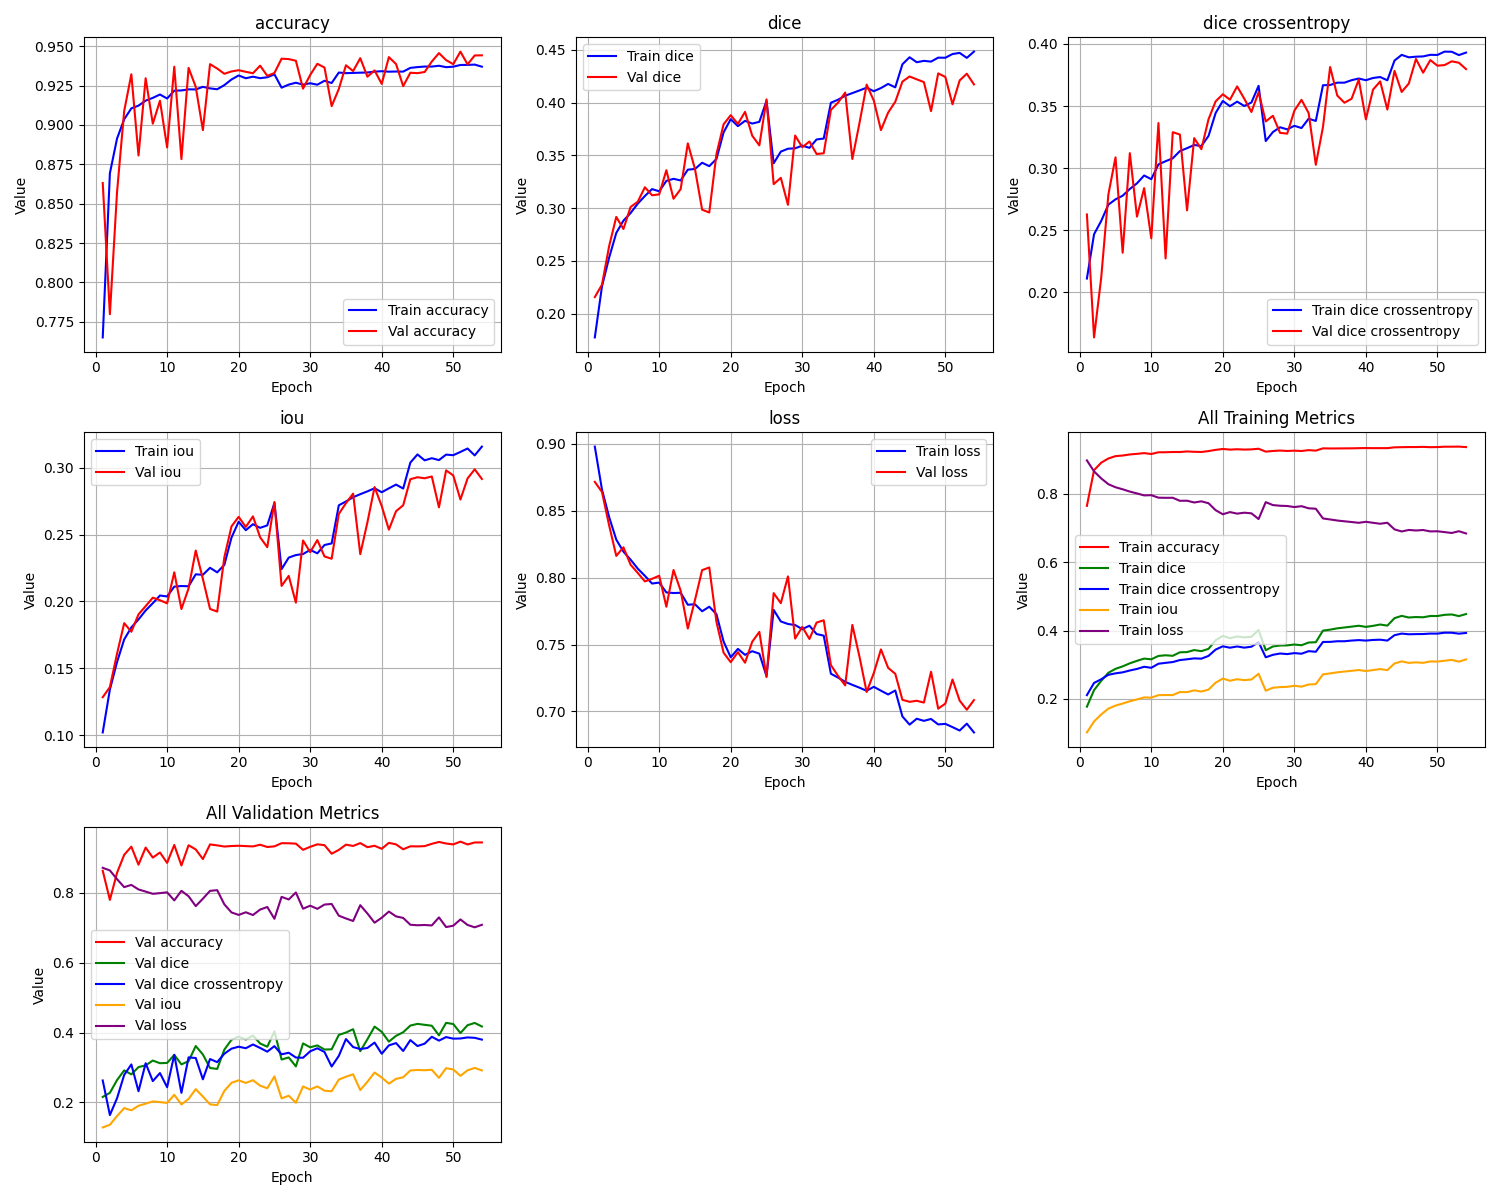 accuracy
0.950
0.925
0.900
0.875
0.850
0.825
0.800
0.775
Value
Train accuracy
Val accuracy
0 10 20 30 40 50
Epoch
dice
0.45
0.40
0.35
0.30
0.25
0.20
Value
Train dice
Val dice
0 10 20 30 40 50
Epoch
dice crossentropy
0.40
0.35
0.30
0.25
0.20
Value
Train dice crossentropy
Val dice crossentropy
0 10 20 30 40 50
Epoch
iou
0.30
0.25
0.20
0.15
0.10
Value
Train iou
Val iou
0 10 20 30 40 50
Epoch
loss
0.90
0.85
0.80
0.75
0.70
Value
Train loss
Val loss
0 10 20 30 40 50
Epoch
All Training Metrics
0.8
0.6
0.4
0.2
Value
Train accuracy
Train dice
Train dice crossentropy
Train iou
Train loss
0 10 20 30 40 50
Epoch
All Validation Metrics
0.8
0.6
0.4
0.2
Value
Val accuracy
Val dice
Val dice crossentropy
Val iou
Val loss
0 10 20 30 40 50
Epoch